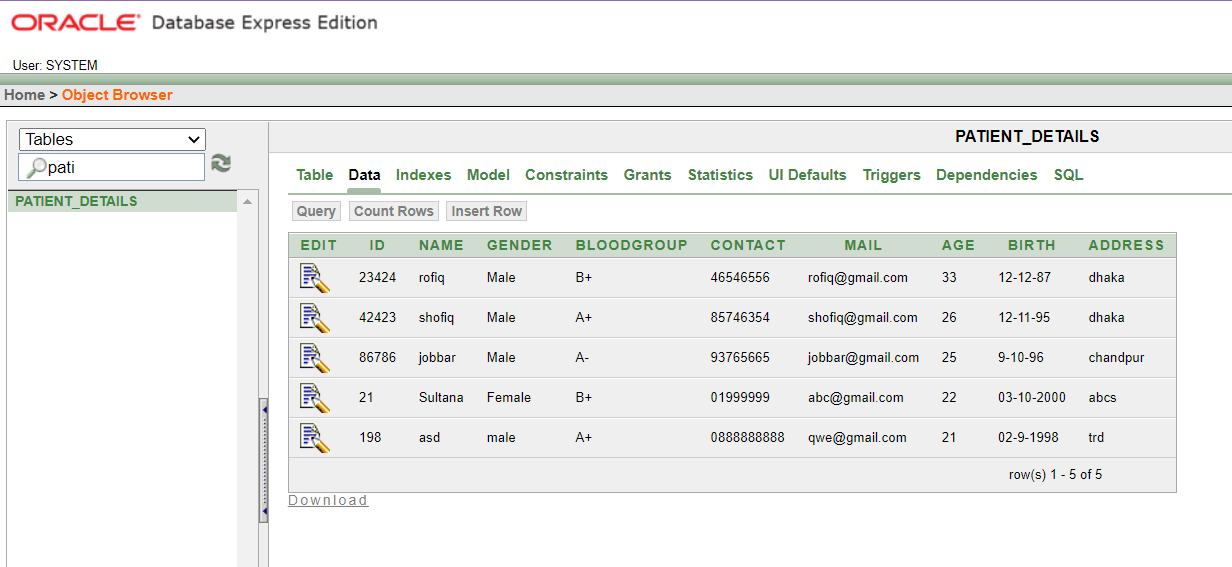 ORACLE Database Express Edition
User: SYSTEM
Home > Object Browser
Tables
pati
PATIENT_DETAILS
PATIENT_DETAILS
Table Data Indexes Model Constraints Grants Statistics UI Defaults Triggers Dependencies SQL
Query Count Rows Insert Row
EDIT ID NAME GENDER BLOODGROUP CONTACT MAIL AGE BIRTH ADDRESS
23424 rofiq Male B+ 46546556 rofiq@gmail.com 33 12-12-87 dhaka
42423 shofiq Male A+ 85746354 shofiq@gmail.com 26 12-11-95 dhaka
86786 jobbar Male A- 93765665 jobbar@gmail.com 25 9-10-96 chandpur
21 Sultana Female B+ 01999999 abc@gmail.com 22 03-10-2000 abcs
198 asd male A+ 0888888888 qwe@gmail.com 21 02-9-1998 trd
row(s) 1 - 5 of 5
Download